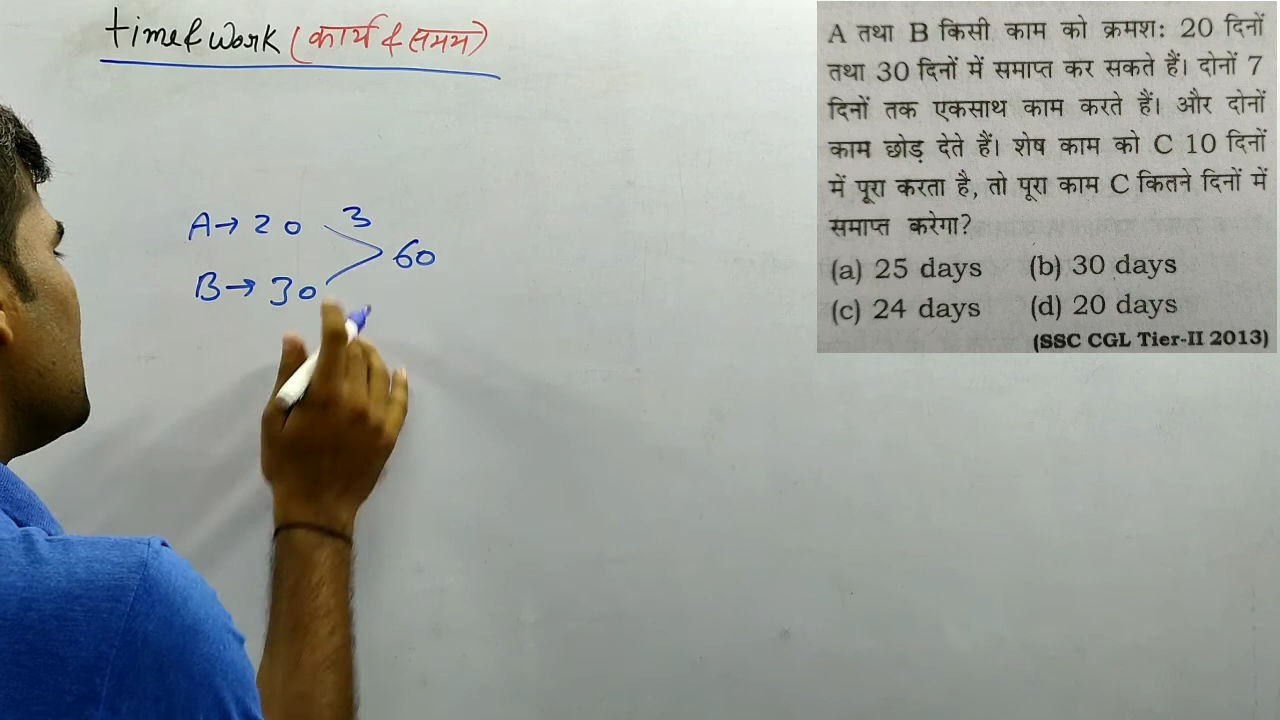 time & work (कार्य & समय)
A तथा B किसी काम को क्रमश: 20 दिनों
तथा 30 दिनों में समाप्त कर सकते हैं। दोनों 7
दिनों तक एकसाथ काम करते हैं। और दोनों
काम छोड़ देते हैं। शेष काम को C 10 दिनों
में पूरा करता है, तो पूरा काम C कितने दिनों में
समाप्त करेगा?
(a) 25 days (b) 30 days
(c) 24 days (d) 20 days
(SSC CGL Tier-II 2013)
A→20 3
60
B→30